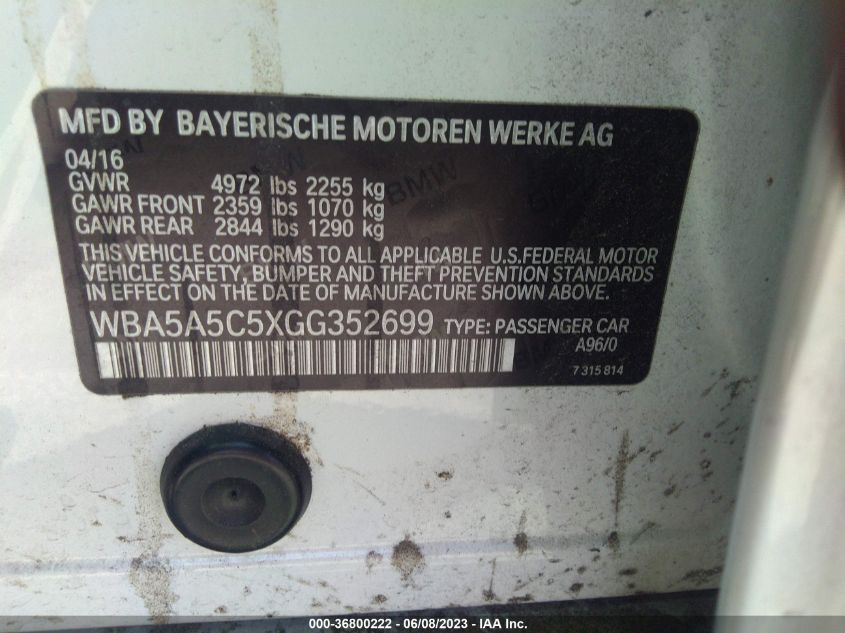 MFD BY BAYERISCHE MOTOREN WERKE AG
04/16
GVWR 4972 lbs 2255 kg
GAWR FRONT 2359 lbs 1070 kg
GAWR REAR 2844 lbs 1290 kg
THIS VEHICLE CONFORMS TO ALL APPLICABLE U.S.FEDERAL MOTOR
VEHICLE SAFETY, BUMPER AND THEFT PREVENTION STANDARDS
IN EFFECT ON THE DATE OF MANUFACTURE SHOWN ABOVE.
WBA5A5C5XGG352699 TYPE: PASSENGER CAR
A96/0
7 315 814
BMW
000-36800222 - 06/08/2023 - IAA Inc.